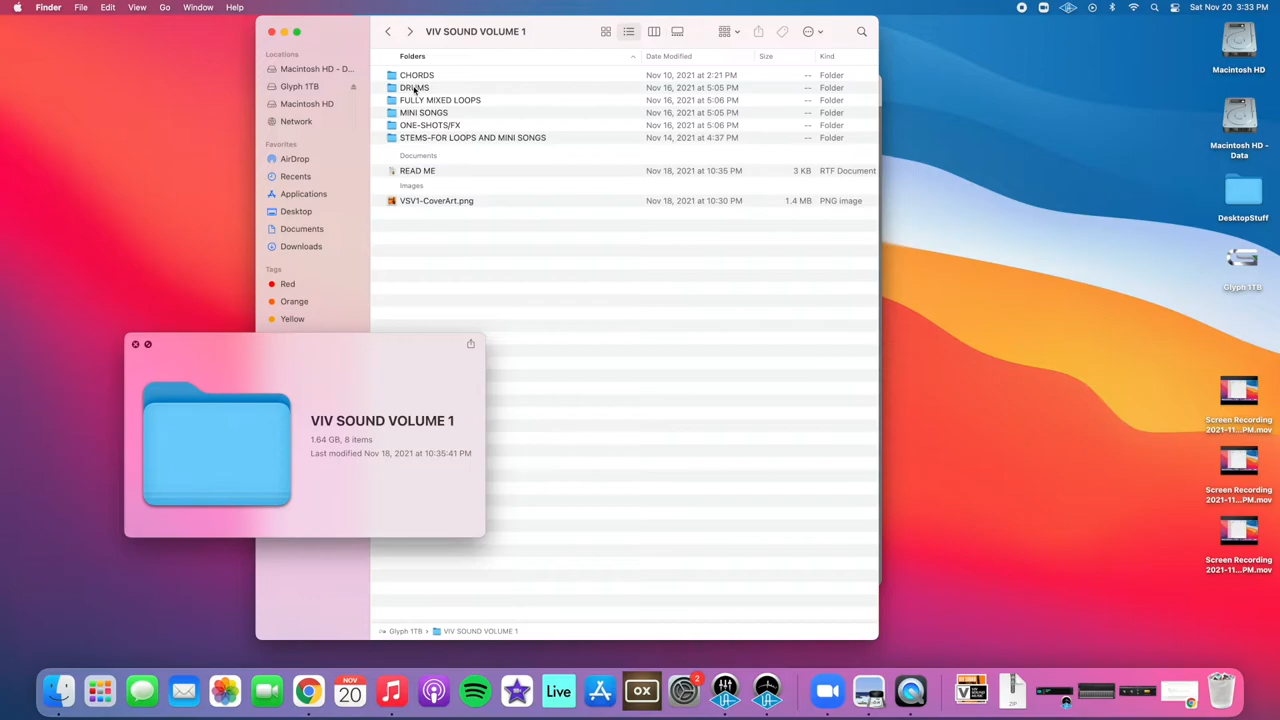 Finder File Edit View Go Window Help
Sat Nov 20 3:33 PM
VIV SOUND VOLUME 1
Locations
Macintosh HD - D...
Glyph 1TB
Macintosh HD
Network
Favorites
AirDrop
Recents
Applications
Desktop
Documents
Downloads
Tags
Red
Orange
Yellow
Folders Date Modified Size Kind
CHORDS Nov 10, 2021 at 2:21 PM -- Folder
DRUMS Nov 16, 2021 at 5:05 PM -- Folder
FULLY MIXED LOOPS Nov 16, 2021 at 5:06 PM -- Folder
MINI SONGS Nov 16, 2021 at 5:05 PM -- Folder
ONE-SHOTS/FX Nov 16, 2021 at 5:06 PM -- Folder
STEMS-FOR LOOPS AND MINI SONGS Nov 14, 2021 at 4:37 PM -- Folder
Documents
READ ME Nov 18, 2021 at 10:35 PM 3 KB RTF Document
Images
VSV1-CoverArt.png Nov 18, 2021 at 10:30 PM 1.4 MB PNG image
VIV SOUND VOLUME 1
1.64 GB, 8 items
Last modified Nov 18, 2021 at 10:35:41 PM
Glyph 1TB › VIV SOUND VOLUME 1
Macintosh HD
Macintosh HD -
Data
DesktopStuff
Glyph 1TB
Screen Recording
2021-11...PM.mov
Screen Recording
2021-11...PM.mov
Screen Recording
2021-11...PM.mov
NOV
20
Live
OX
2
ZIP